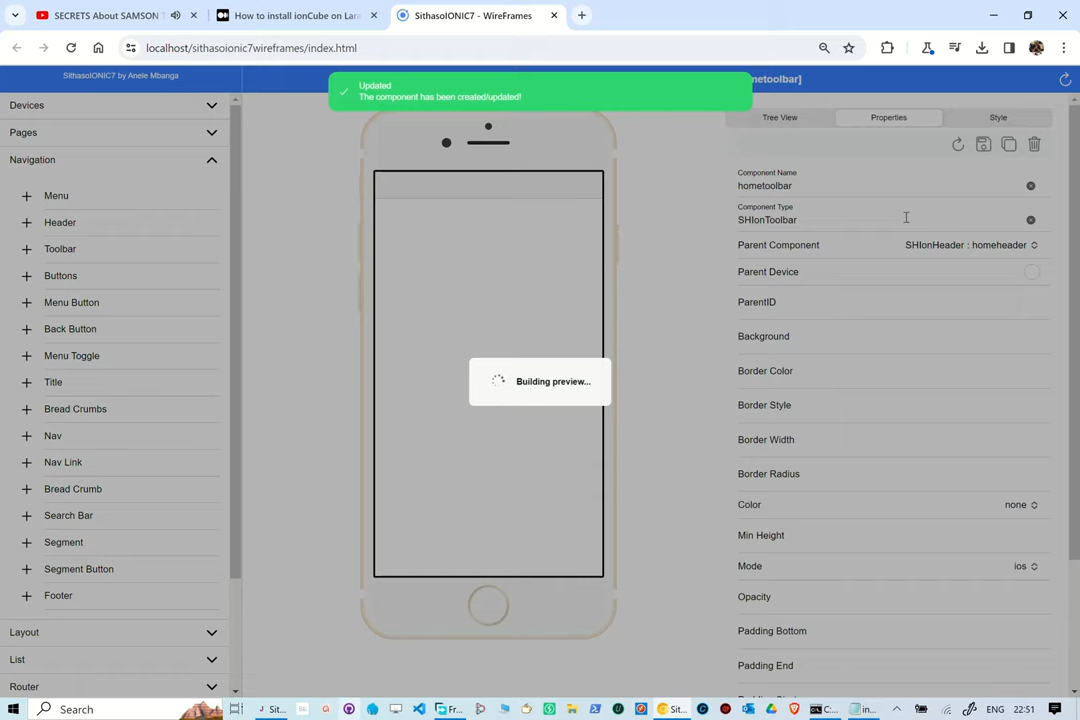 SECRETS About SAMSON T
How to install ionCube on Lara
SithasoIONIC7 - WireFrames
localhost/sithasoionic7wireframes/index.html
SithasoIONIC7 by Anele Mbanga
metoolbar]
Updated
The component has been created/updated!
Devices
Pages
Navigation
Menu
Header
Toolbar
Buttons
Menu Button
Back Button
Menu Toggle
Title
Bread Crumbs
Nav
Nav Link
Bread Crumb
Search Bar
Segment
Segment Button
Footer
Layout
List
Router
Building preview...
Tree View
Properties
Style
Component Name
hometoolbar
Component Type
SHIonToolbar
Parent Component SHIonHeader : homeheader
Parent Device
ParentID
Background
Border Color
Border Style
Border Width
Border Radius
Color none
Min Height
Mode ios
Opacity
Padding Bottom
Padding End
Search
Sit...
Fr...
Sit...
C:...
in...
ENG
22:51